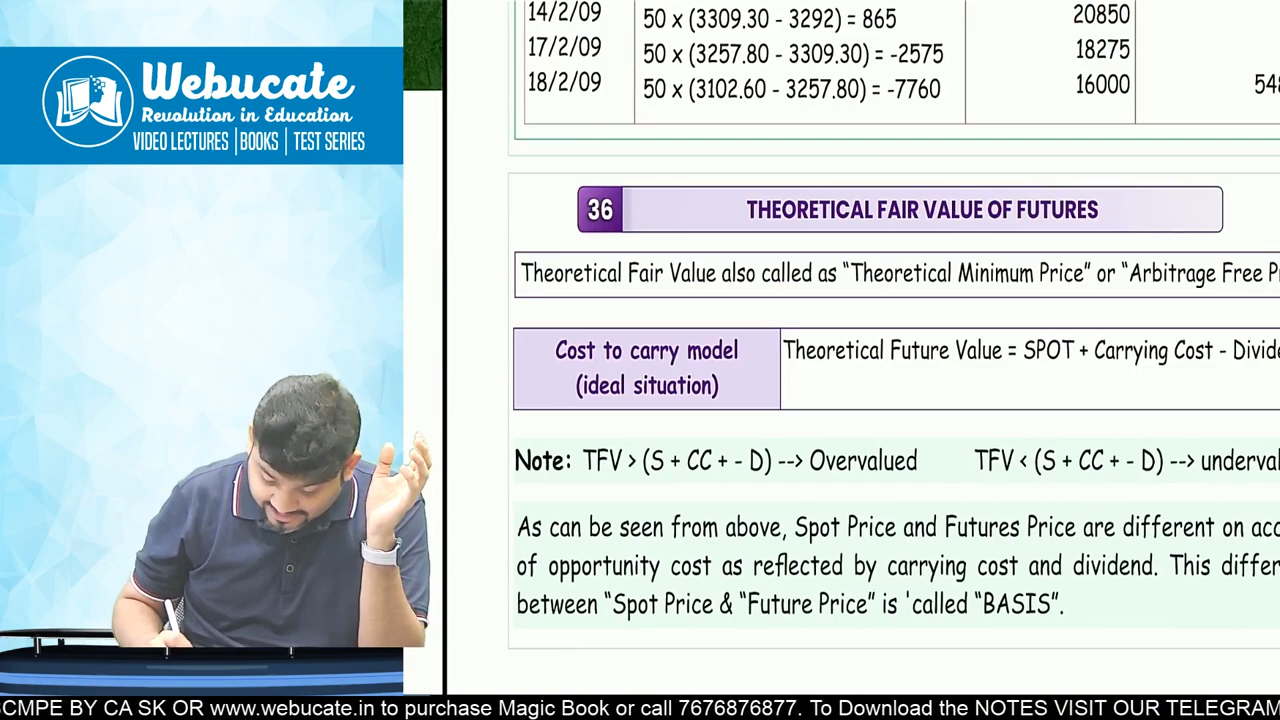 Webucate
Revolution in Education
VIDEO LECTURES | BOOKS | TEST SERIES
14/2/09 50 x (3309.30 - 3292) = 865 20850
17/2/09 50 x (3257.80 - 3309.30) = -2575 18275
18/2/09 50 x (3102.60 - 3257.80) = -7760 16000 548
36 THEORETICAL FAIR VALUE OF FUTURES
Theoretical Fair Value also called as “Theoretical Minimum Price” or “Arbitrage Free
Cost to carry model
(ideal situation)
Theoretical Future Value = SPOT + Carrying Cost -
Note: TFV > (S + CC + - D) --> Overvalued TFV < (S + CC + - D) -->
As can be seen from above, Spot Price and Futures Price are different on
of opportunity cost as reflected by carrying cost and dividend. This
between “Spot Price & “Future Price” is 'called “BASIS”.
SCMPE BY CA SK OR www.webucate.in to purchase Magic Book or call 7676876877. To Download the NOTES VISIT OUR TELEGRAM